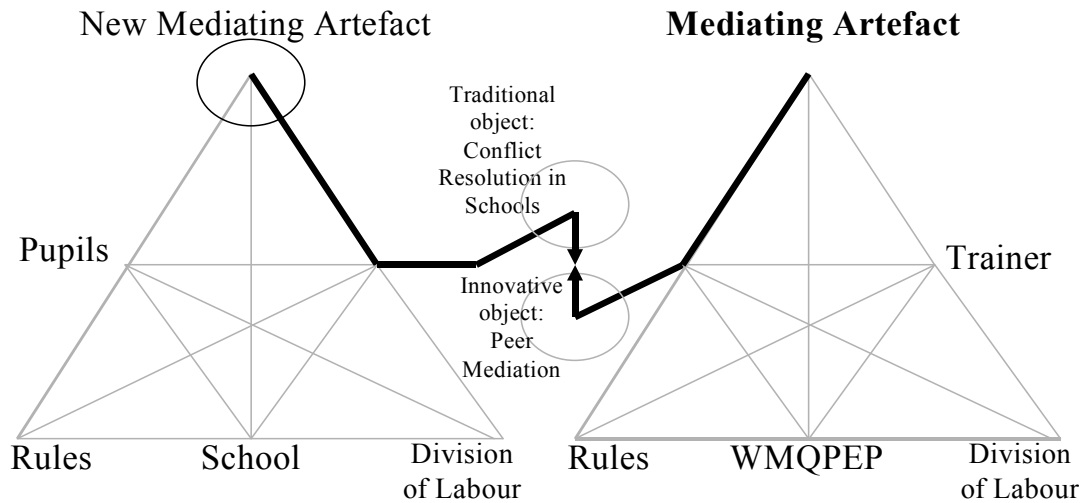 New Mediating Artefact
Mediating Artefact
Traditional
object:
Conflict
Resolution in
Schools
Pupils
Trainer
Innovative
object:
Peer
Mediation
Rules
School
Division
of Labour
Rules
WMQPEP
Division
of Labour